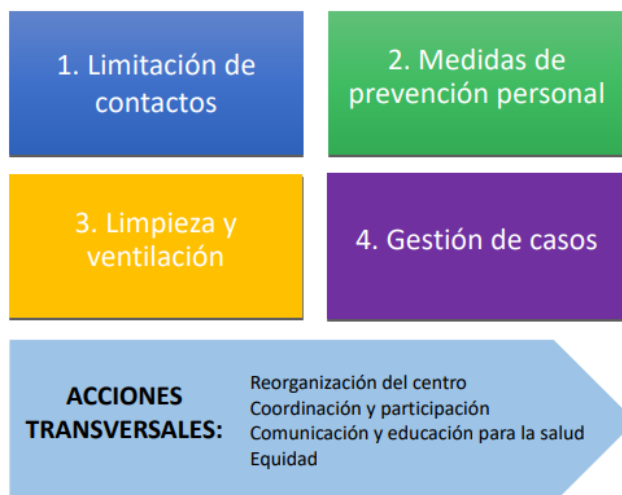 1. Limitación de
contactos
2. Medidas de
prevención personal
3. Limpieza y
ventilación
4. Gestión de casos
ACCIONES
TRANSVERSALES:
Reorganización del centro
Coordinación y participación
Comunicación y educación para la salud
Equidad